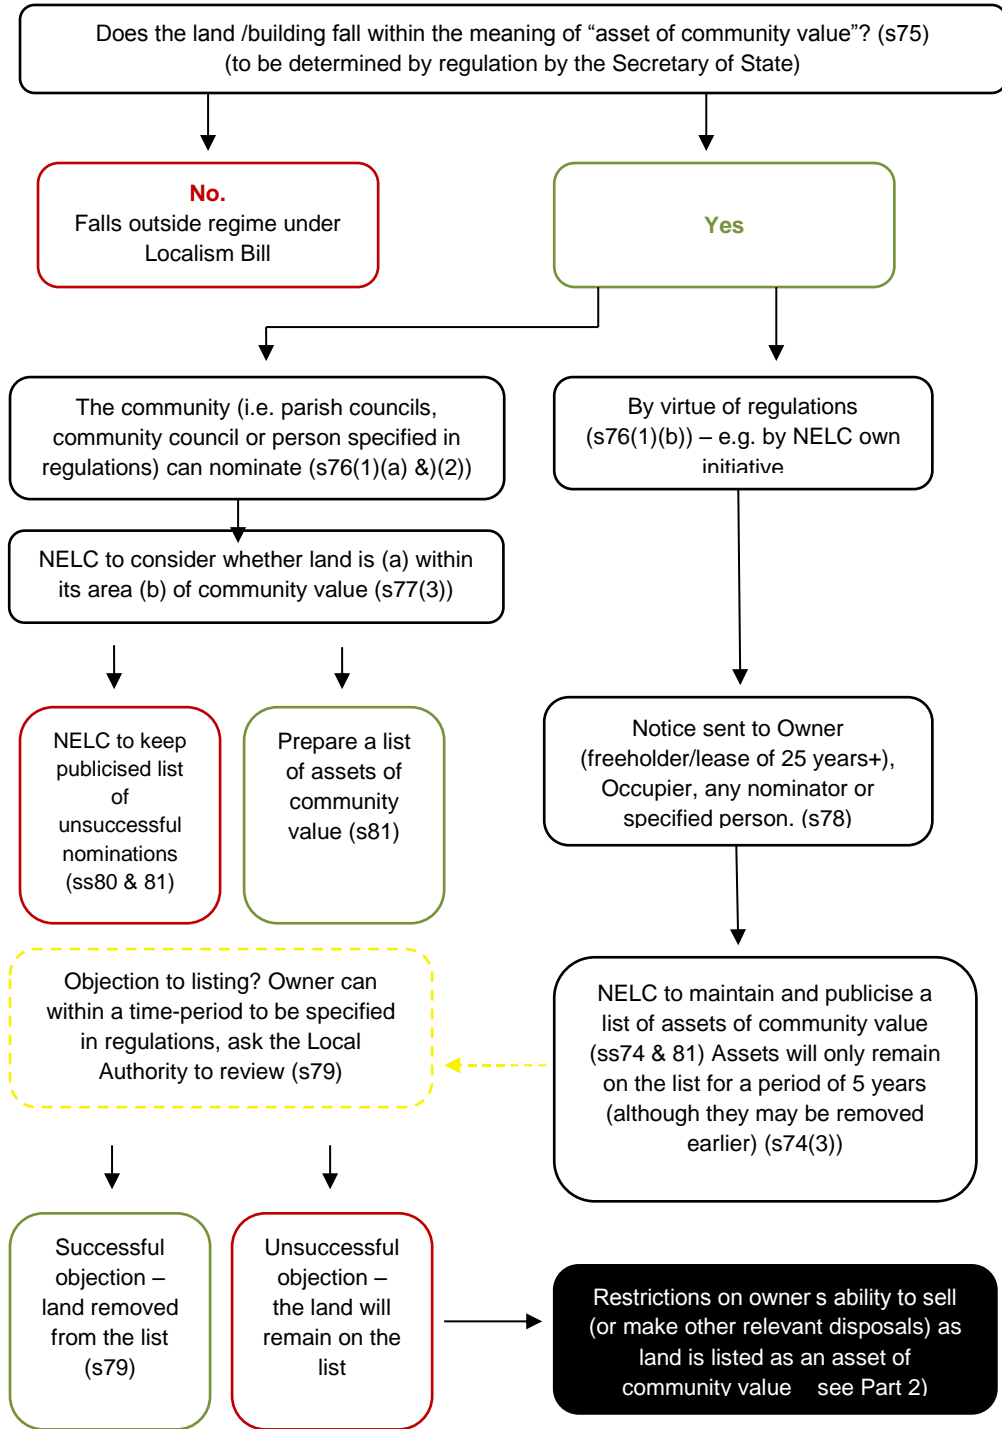 Does the land /building fall within the meaning of “asset of community value”? (s75)
(to be determined by regulation by the Secretary of State)
No.
Falls outside regime under
Localism Bill
Yes
The community (i.e. parish councils,
community council or person specified in
regulations) can nominate (s76(1)(a) &)(2))
By virtue of regulations
(s76(1)(b)) – e.g. by NELC own
initiative
NELC to consider whether land is (a) within
its area (b) of community value (s77(3))
NELC to keep
publicised list
of
unsuccessful
nominations
(ss80 & 81)
Prepare a list
of assets of
community
value (s81)
Notice sent to Owner
(freeholder/lease of 25 years+),
Occupier, any nominator or
specified person. (s78)
Objection to listing? Owner can
within a time-period to be specified
in regulations, ask the Local
Authority to review (s79)
NELC to maintain and publicise a
list of assets of community value
(ss74 & 81) Assets will only remain
on the list for a period of 5 years
(although they may be removed
earlier) (s74(3))
Successful
objection –
land removed
from the list
(s79)
Unsuccessful
objection –
the land will
remain on the
list
Restrictions on owner s ability to sell
(or make other relevant disposals) as
land is listed as an asset of
community value see Part 2)